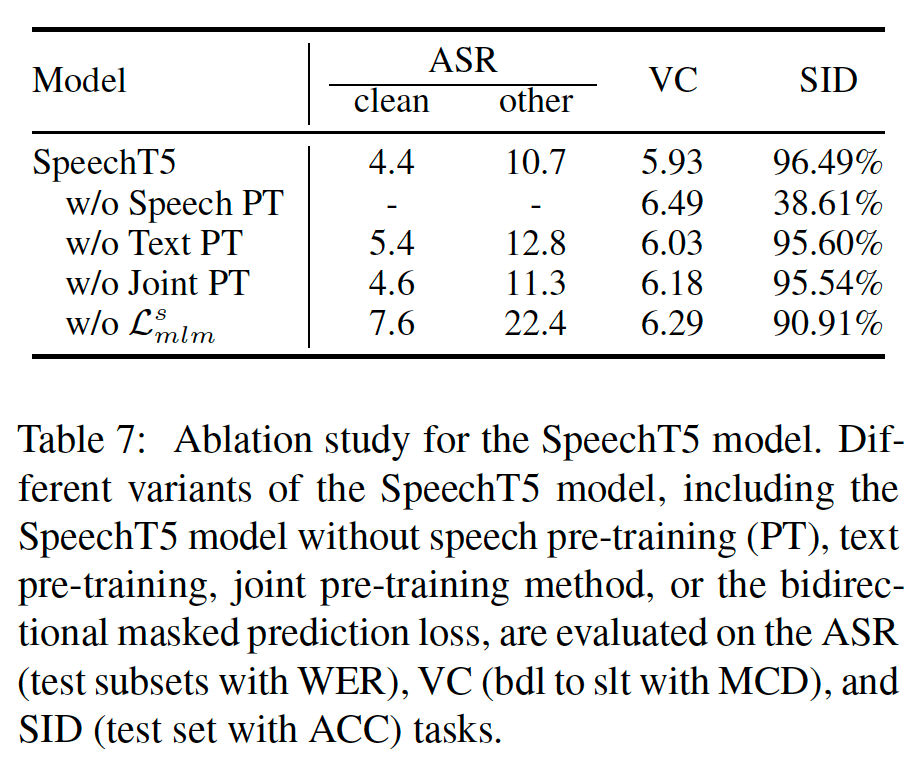 Model ASR VC SID
clean other
SpeechT5 4.4 10.7 5.93 96.49%
w/o Speech PT - - 6.49 38.61%
w/o Text PT 5.4 12.8 6.03 95.60%
w/o Joint PT 4.6 11.3 6.18 95.54%
w/o 𝓛ˢₘₗₘ 7.6 22.4 6.29 90.91%
Table 7: Ablation study for the SpeechT5 model. Dif-
ferent variants of the SpeechT5 model, including the
SpeechT5 model without speech pre-training (PT), text
pre-training, joint pre-training method, or the bidirec-
tional masked prediction loss, are evaluated on the ASR
(test subsets with WER), VC (bdl to slt with MCD), and
SID (test set with ACC) tasks.